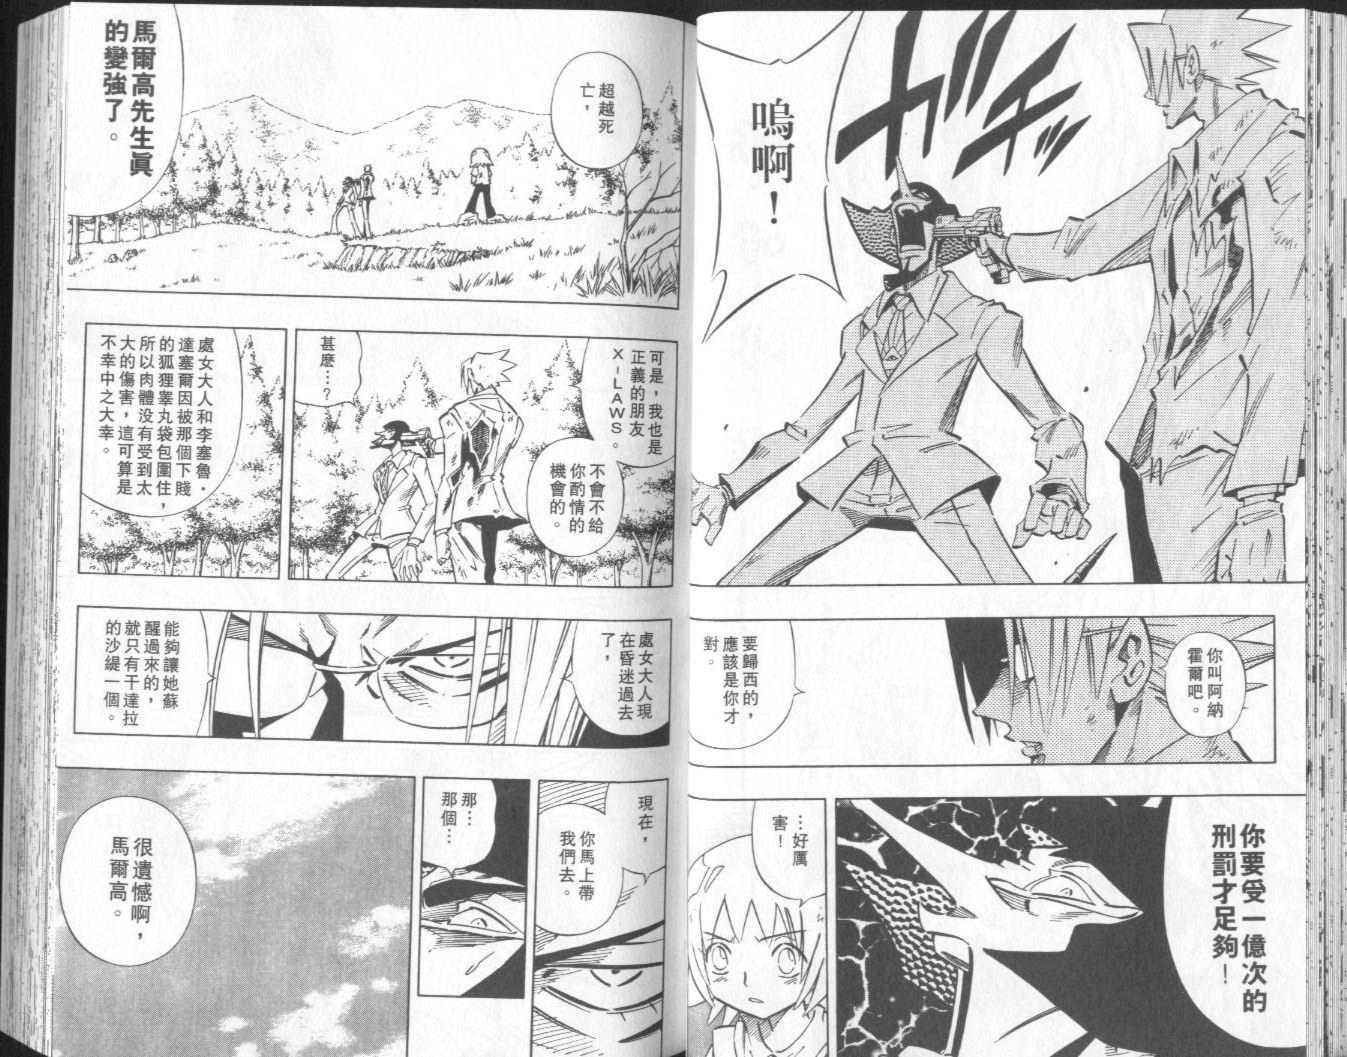 嗚啊！
ガチッ
你叫阿納
霍爾吧。
要歸西的，
應該是你才
對。
你要受一億次的
刑罰才足夠！
…好厲
害！
超越死
亡，
馬爾高先生眞
的變強了。
可是，我也是
正義的朋友
X-LAWS。
不會不給
你酌情的
機會的。
甚麽…？
處女大人和李塞魯·
達塞爾因被那個下賤
的狐狸睾丸袋包圍住，
所以肉體没有受到太
大的傷害，這可算是
不幸中之大幸。
處女大人現
在昏迷過去
了，
能夠讓她蘇
醒過來的，
就只有干達拉
的沙緹一個。
現在，
你馬上帶
我們去。
那…
那個…
很遺憾啊，
馬爾高。